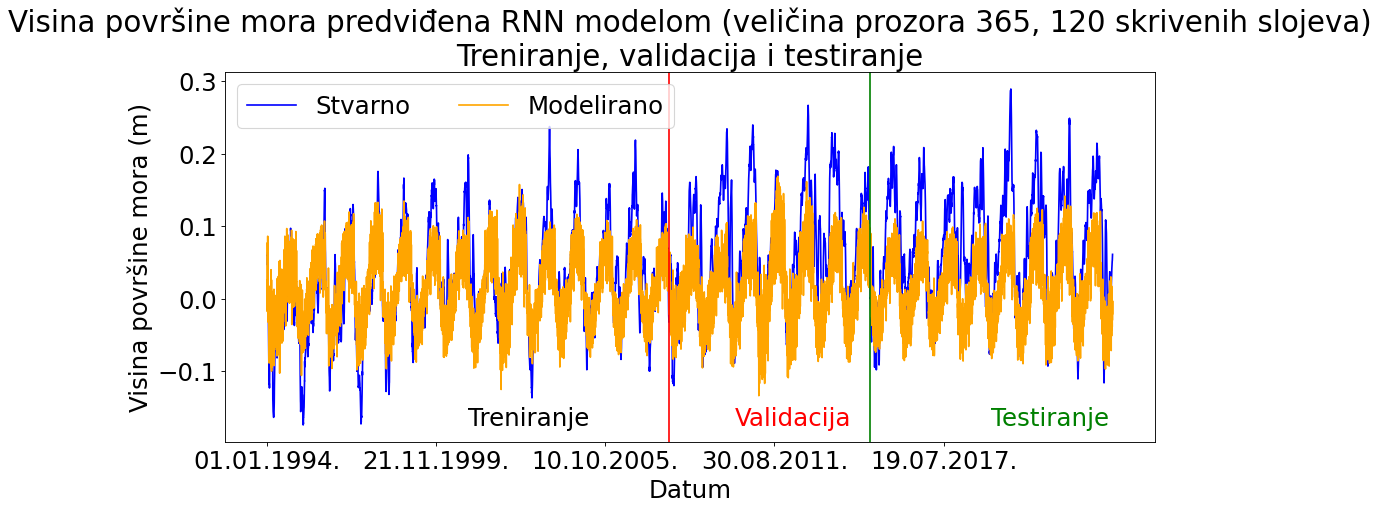 Visina površine mora predviđena RNN modelom (veličina prozora 365, 120 skrivenih slojeva)
Treniranje, validacija i testiranje
Stvarno Modelirano
Visina površine mora (m)
0.3
0.2
0.1
0.0
−0.1
Treniranje Validacija Testiranje
01.01.1994. 21.11.1999. 10.10.2005. 30.08.2011. 19.07.2017.
Datum